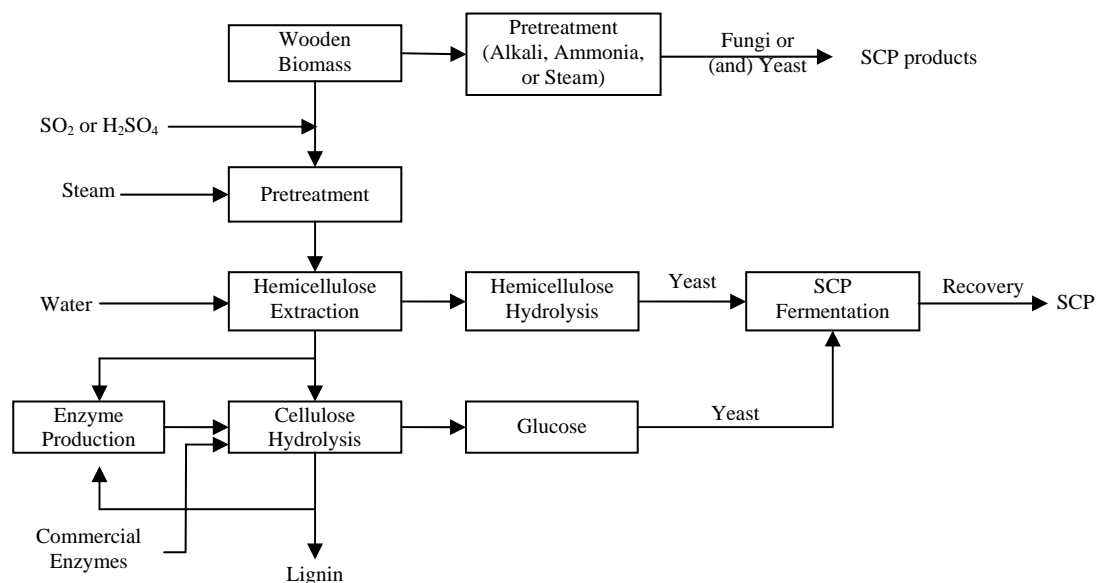 Wooden
Biomass
Pretreatment
(Alkali, Ammonia,
or Steam)
Fungi or
(and) Yeast
SCP products
SO₂ or H₂SO₄
Steam
Pretreatment
Water
Hemicellulose
Extraction
Hemicellulose
Hydrolysis
Yeast
SCP
Fermentation
Recovery
SCP
Enzyme
Production
Cellulose
Hydrolysis
Glucose
Yeast
Commercial
Enzymes
Lignin